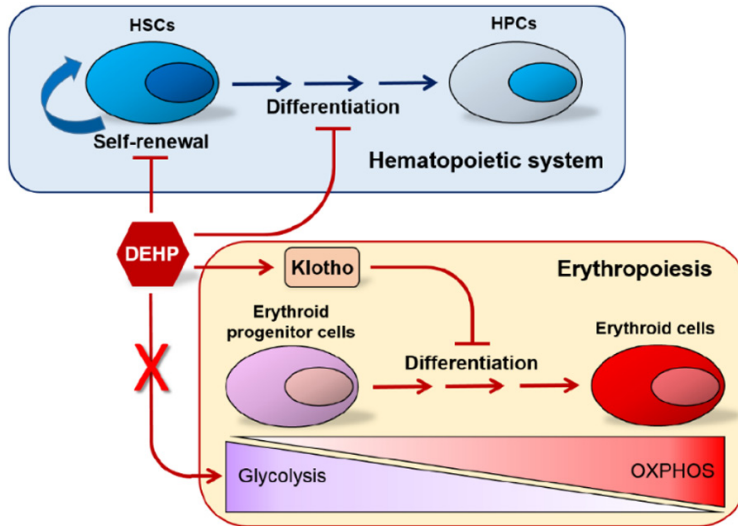 HSCs
HPCs
Differentiation
Self-renewal
Hematopoietic system
DEHP
Klotho
Erythropoiesis
Erythroid
progenitor cells
Erythroid cells
Differentiation
X
Glycolysis
OXPHOS